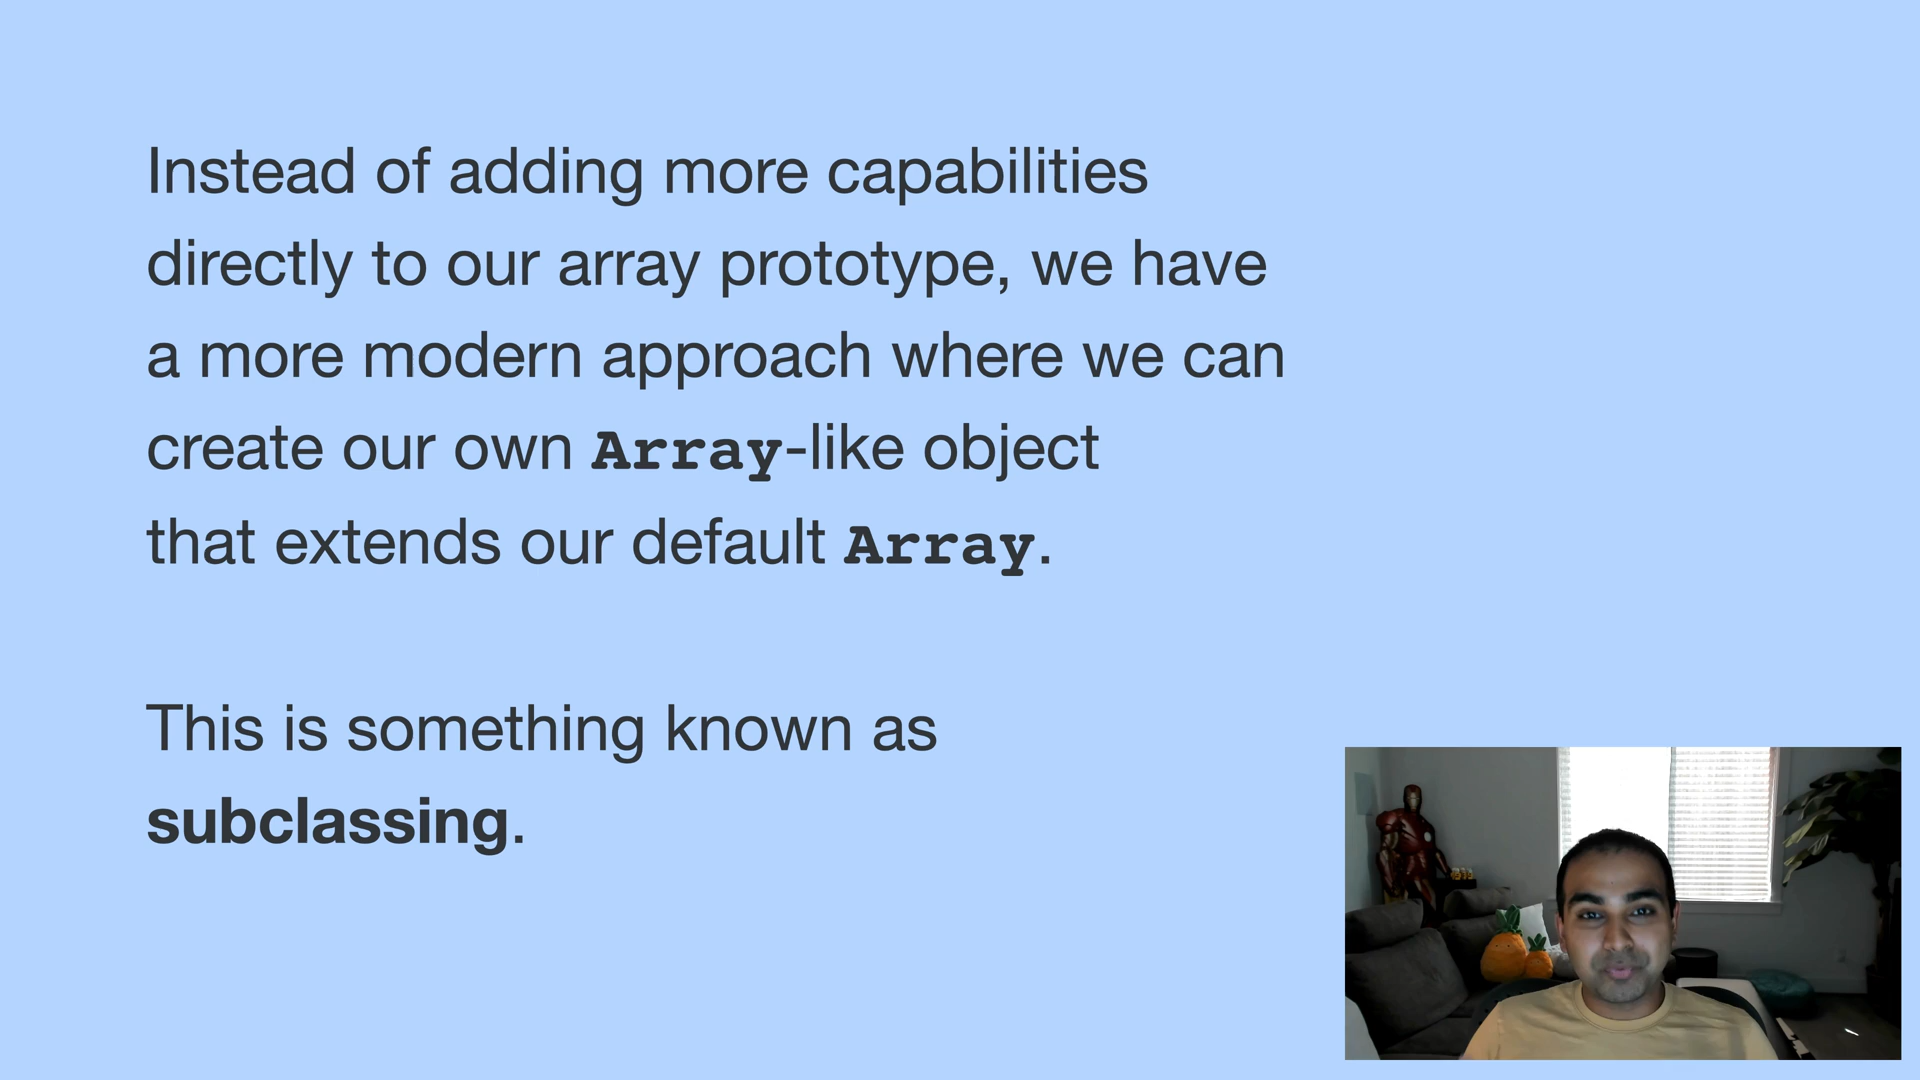 Instead of adding more capabilities
directly to our array prototype, we have
a more modern approach where we can
create our own Array-like object
that extends our default Array.
This is something known as
subclassing.